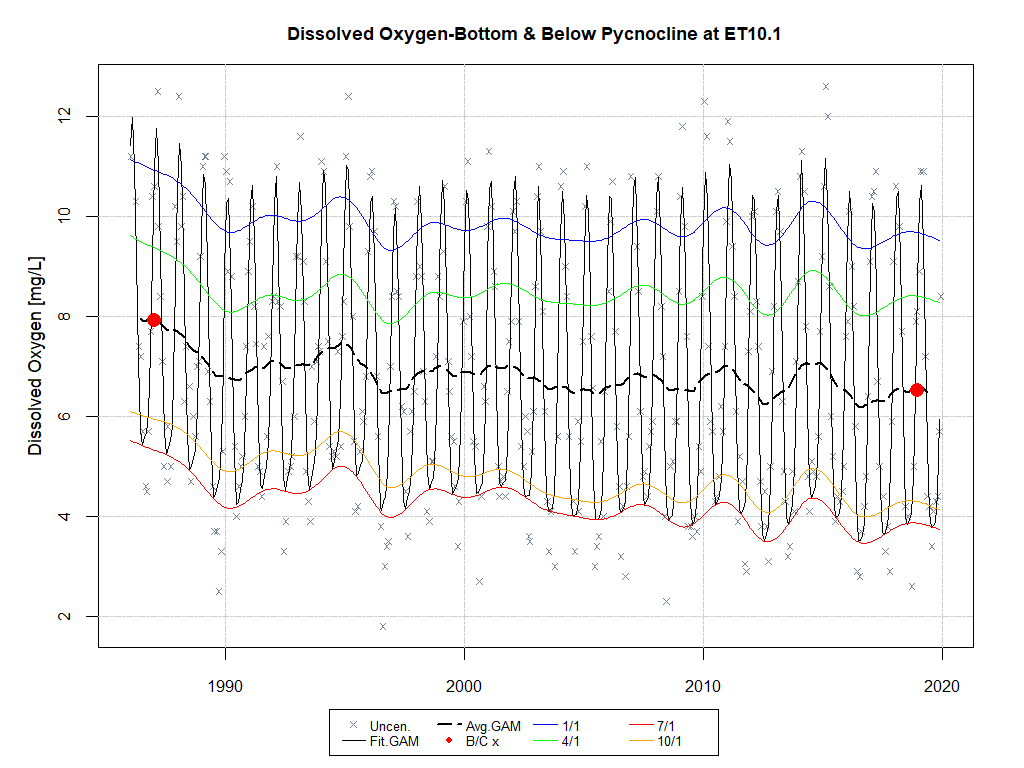 Dissolved Oxygen-Bottom & Below Pycnocline at ET10.1
Dissolved Oxygen [mg/L]
12
10
8
6
4
2
1990 2000 2010 2020
Uncen. Avg.GAM 1/1 7/1
Fit.GAM B/C x 4/1 10/1